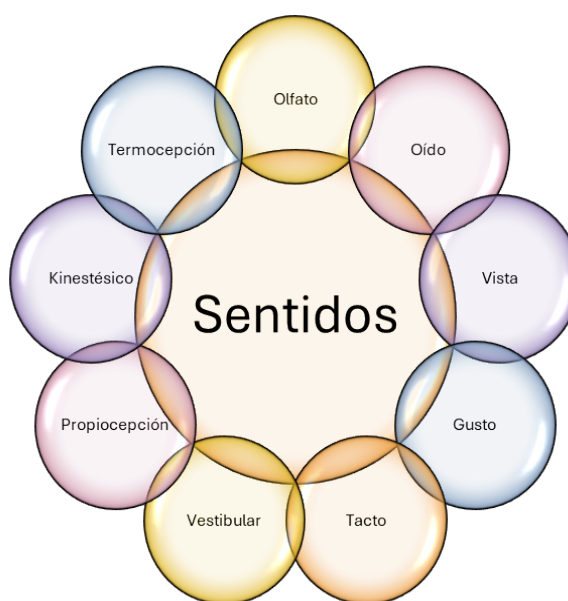 Olfato
Oído
Vista
Gusto
Tacto
Vestibular
Propiocepción
Kinestésico
Termocepción
Sentidos